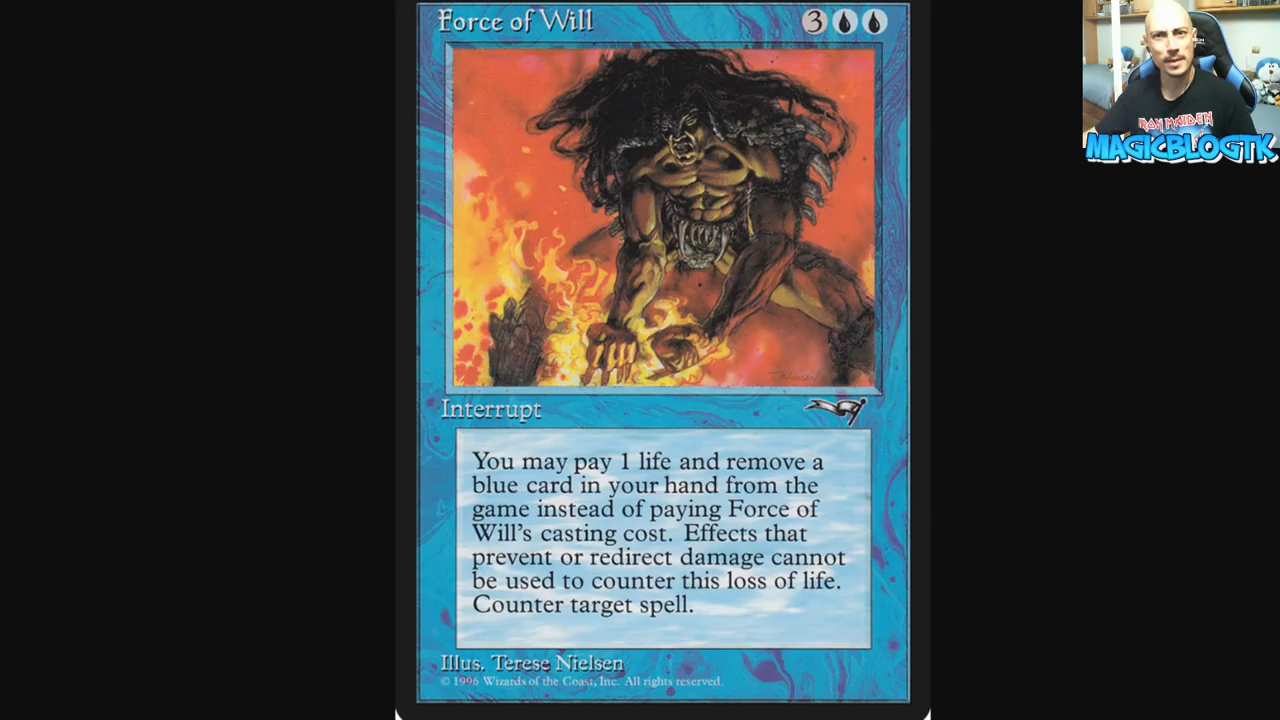 Force of Will
3
Interrupt
You may pay 1 life and remove a
blue card in your hand from the
game instead of paying Force of
Will's casting cost. Effects that
prevent or redirect damage cannot
be used to counter this loss of life.
Counter target spell.
Illus. Terese Nielsen
© 1996 Wizards of the Coast, Inc. All rights reserved.
IRON MAIDEN
MAGICBLOGTK